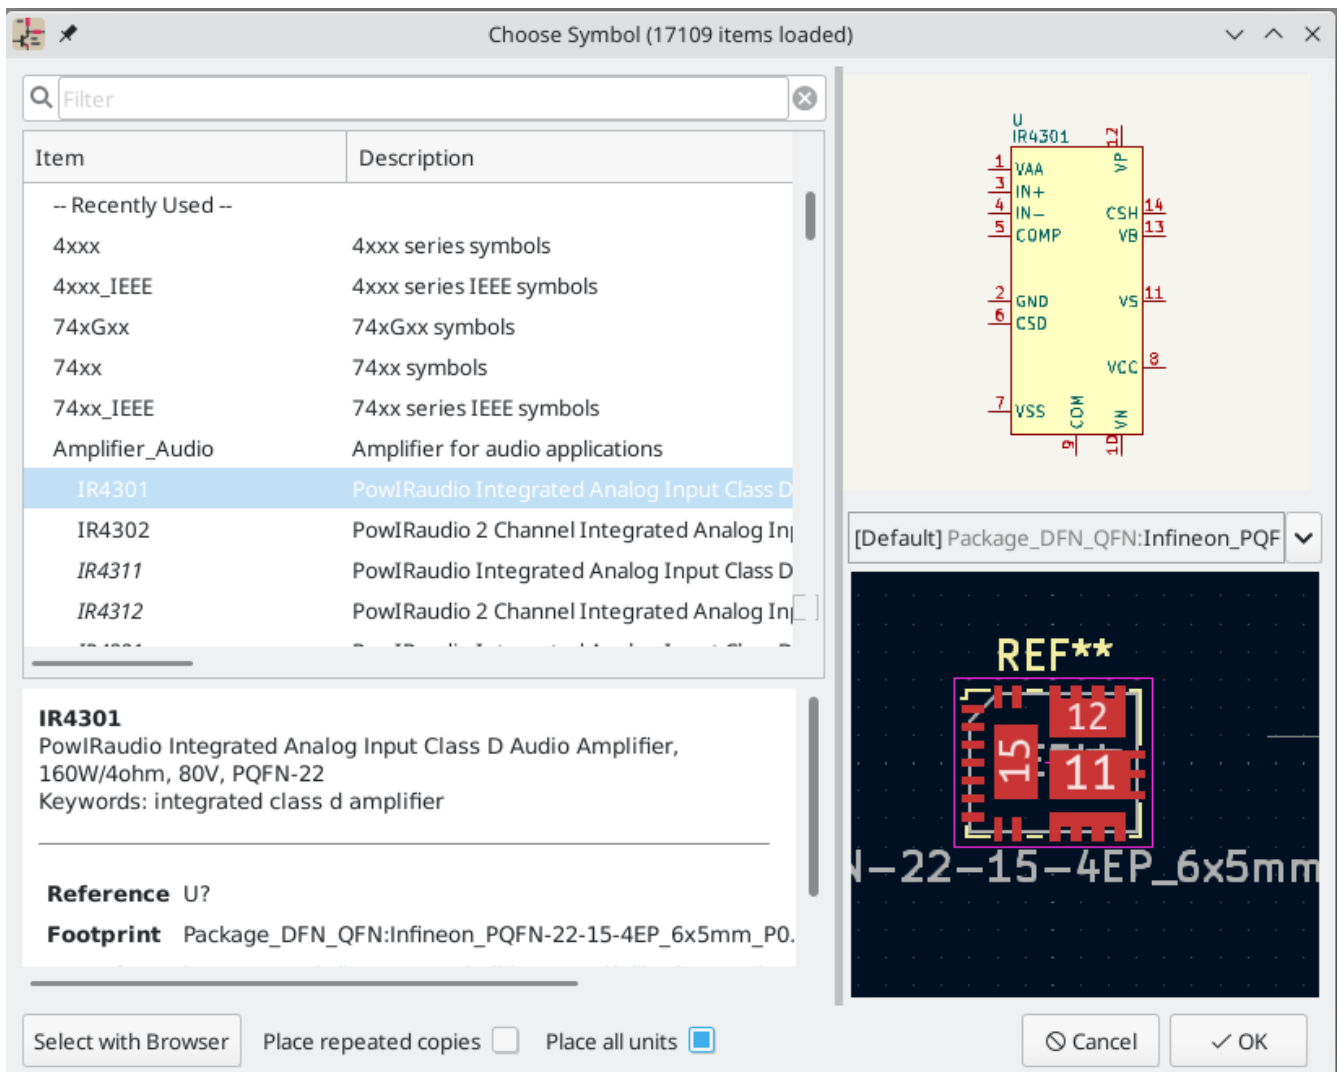 Choose Symbol (17109 items loaded)
Filter
Item Description
-- Recently Used --
4xxx 4xxx series symbols
4xxx_IEEE 4xxx series IEEE symbols
74xGxx 74xGxx symbols
74xx 74xx symbols
74xx_IEEE 74xx series IEEE symbols
Amplifier_Audio Amplifier for audio applications
IR4301 PowIRaudio Integrated Analog Input Class D
IR4302 PowIRaudio 2 Channel Integrated Analog Inp
IR4311 PowIRaudio Integrated Analog Input Class D
IR4312 PowIRaudio 2 Channel Integrated Analog Inp
IR4301
PowIRaudio Integrated Analog Input Class D Audio Amplifier,
160W/4ohm, 80V, PQFN-22
Keywords: integrated class d amplifier
Reference U?
Footprint Package_DFN_QFN:Infineon_PQFN-22-15-4EP_6x5mm_P0.
Select with Browser Place repeated copies Place all units
U
IR4301
12
VP
1 VAA
3 IN+
4 IN− CSH 14
5 COMP VB 13
2 GND VS 11
6 CSD
VCC 8
7 VSS COM VN
9 10
[Default] Package_DFN_QFN:Infineon_PQF
REF**
12
15 11
N-22-15-4EP_6x5mm
Cancel OK